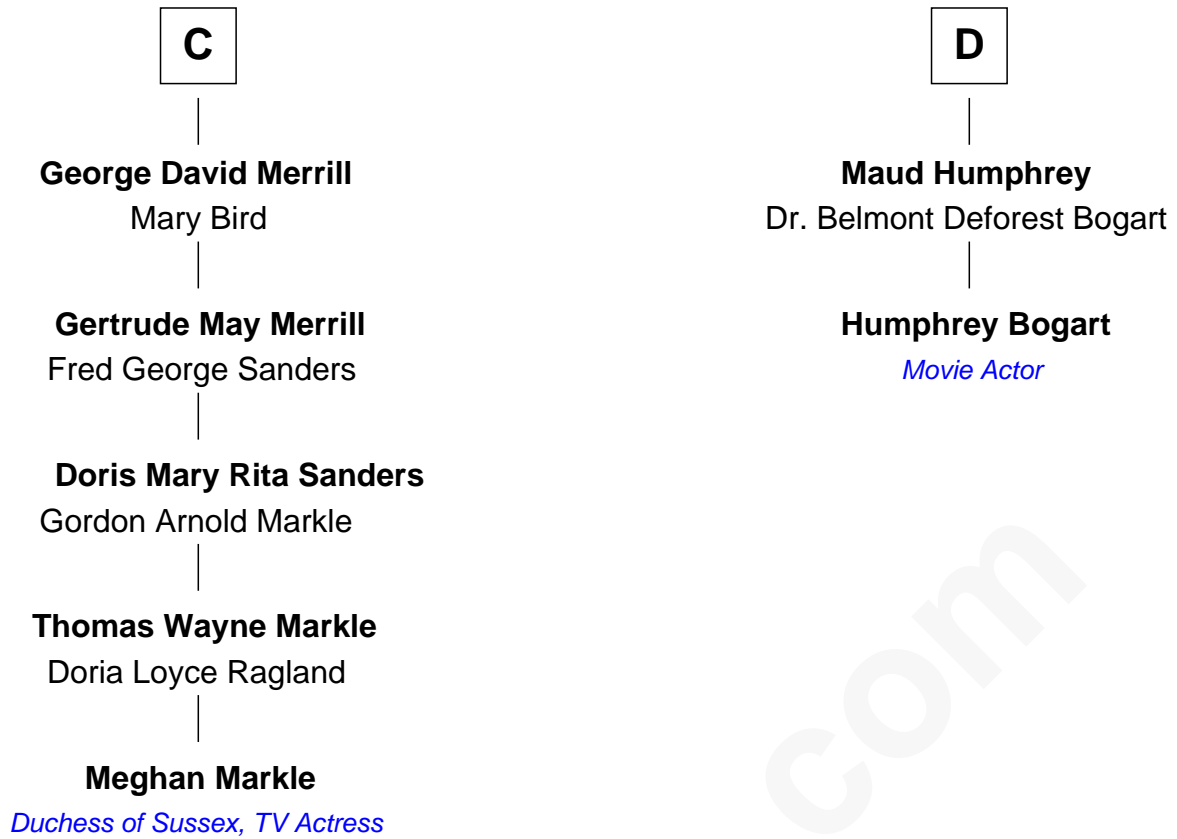 C
George David Merrill
Mary Bird
Gertrude May Merrill
Fred George Sanders
Doris Mary Rita Sanders
Gordon Arnold Markle
Thomas Wayne Markle
Doria Loyce Ragland
Meghan Markle
Duchess of Sussex, TV Actress
D
Maud Humphrey
Dr. Belmont Deforest Bogart
Humphrey Bogart
Movie Actor
com